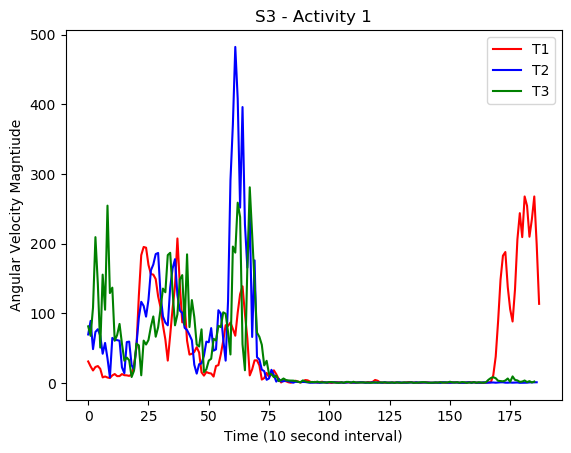 S3 - Activity 1
Angular Velocity Magntiude
500
400
300
200
100
0
T1
T2
T3
0 25 50 75 100 125 150 175
Time (10 second interval)